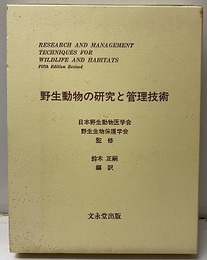 RESEARCH AND MANAGEMENT
TECHNIQUES FOR
WILDLIFE AND HABITATS
Fifth Edition Revised
野生動物の研究と管理技術
日本野生動物医学会
野生生物保護学会
監修
鈴木正嗣
編訳
文永堂出版